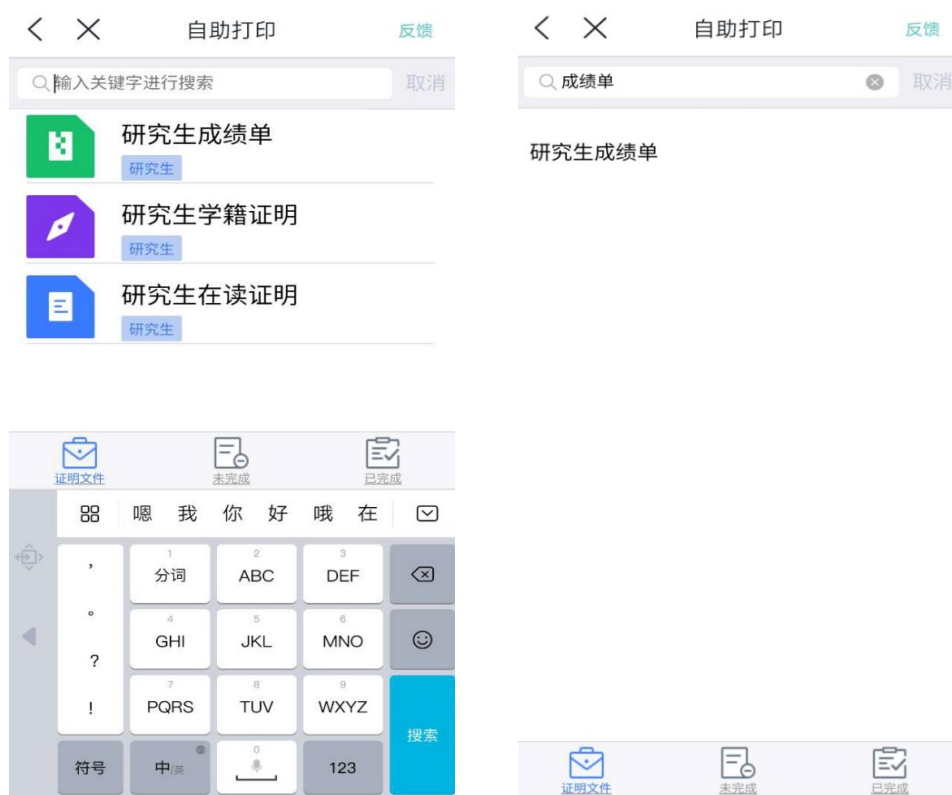 自助打印
反馈
输入关键字进行搜索
取消
研究生成绩单
研究生
研究生学籍证明
研究生
研究生在读证明
研究生
证明文件
未完成
已完成
嗯 我 你 好 哦 在
,
。
?
!
1
分词
2
ABC
3
DEF
4
GHI
5
JKL
6
MNO
7
PQRS
8
TUV
9
WXYZ
搜索
符号
中/英
0
123
自助打印
反馈
成绩单
取消
研究生成绩单
证明文件
未完成
已完成